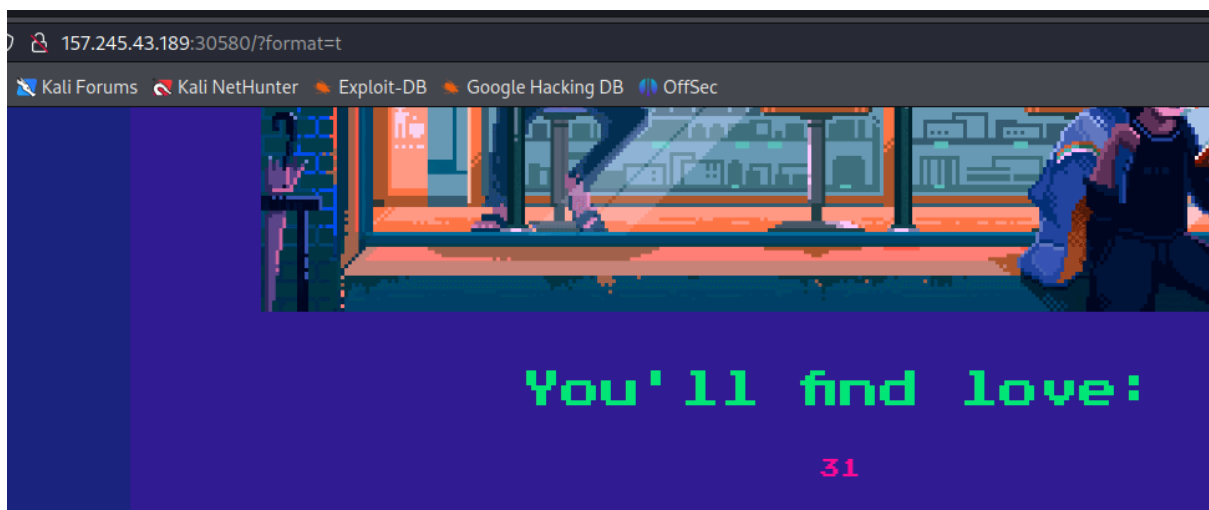 157.245.43.189:30580/?format=t
Kali Forums Kali NetHunter Exploit-DB Google Hacking DB OffSec
You'll find love:
31